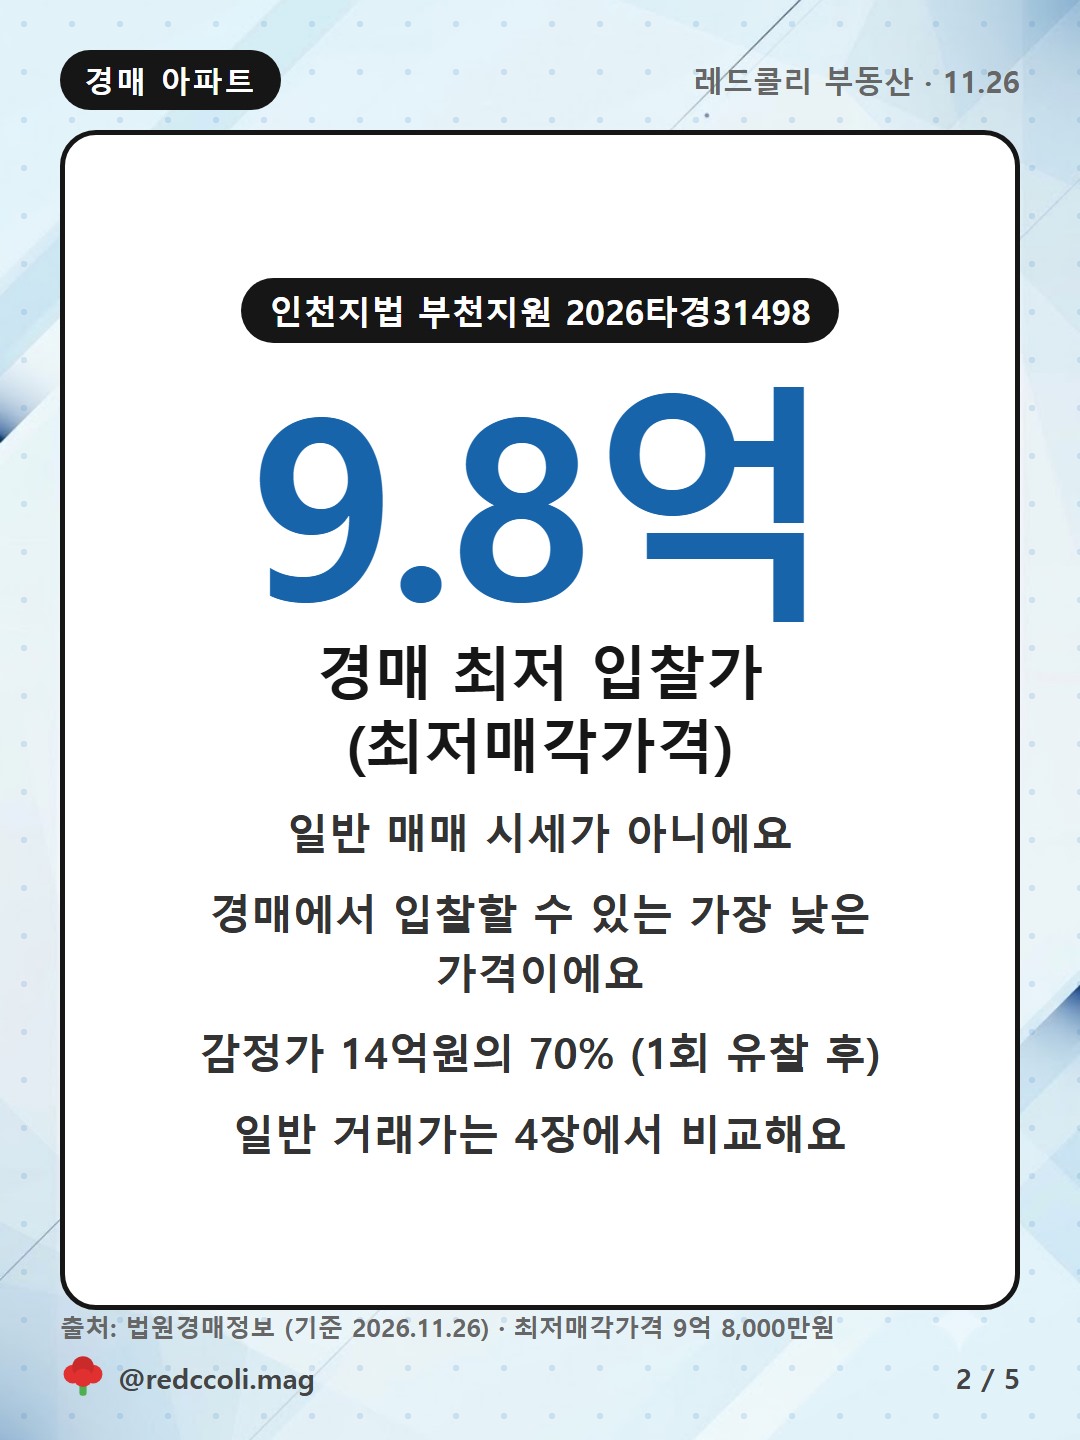 경매 아파트
레드콜리 부동산 · 11.26
인천지법 부천지원 2026타경31498
9.8억
경매 최저 입찰가
(최저매각가격)
일반 매매 시세가 아니에요
경매에서 입찰할 수 있는 가장 낮은
가격이에요
감정가 14억원의 70% (1회 유찰 후)
일반 거래가는 4장에서 비교해요
출처: 법원경매정보 (기준 2026.11.26) · 최저매각가격 9억 8,000만원
@redccoli.mag
2 / 5